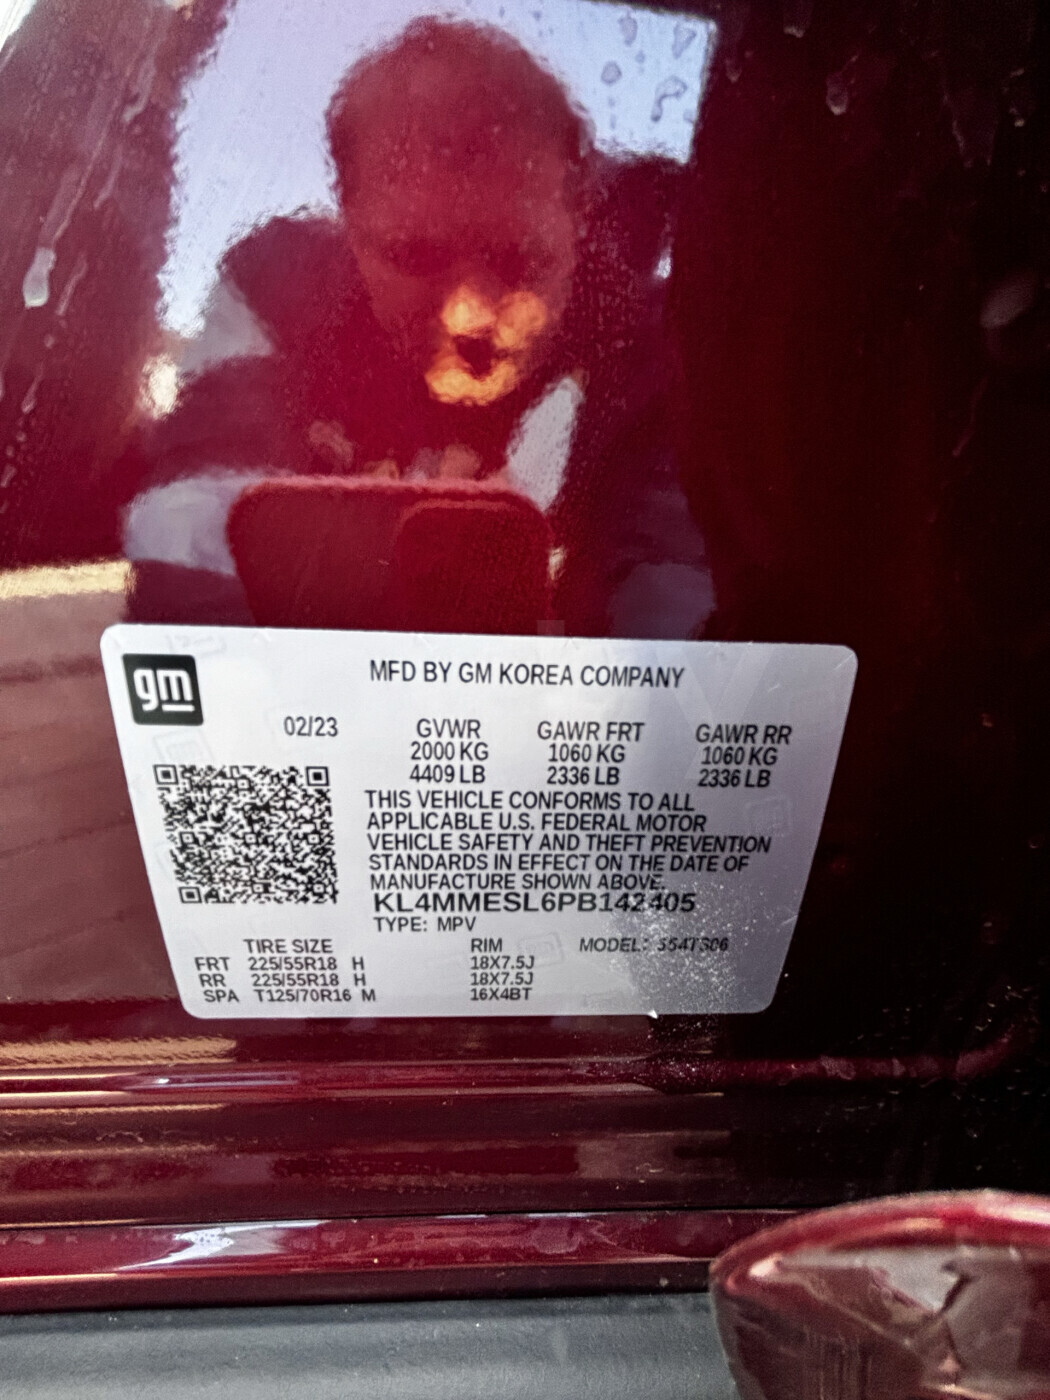 gm
MFD BY GM KOREA COMPANY
02/23 GVWR GAWR FRT GAWR RR
2000 KG 1060 KG 1060 KG
4409 LB 2336 LB 2336 LB
THIS VEHICLE CONFORMS TO ALL
APPLICABLE U.S. FEDERAL MOTOR
VEHICLE SAFETY AND THEFT PREVENTION
STANDARDS IN EFFECT ON THE DATE OF
MANUFACTURE SHOWN ABOVE.
KL4MMESL6PB142405
TYPE: MPV
TIRE SIZE RIM MODEL:
FRT 225/55R18 H 18X7.5J
RR 225/55R18 H 18X7.5J
SPA T125/70R16 M 16X4BT